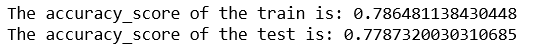 The accuracy_score of the train is: 0.786481138430448
The accuracy_score of the test is: 0.7787320030310685